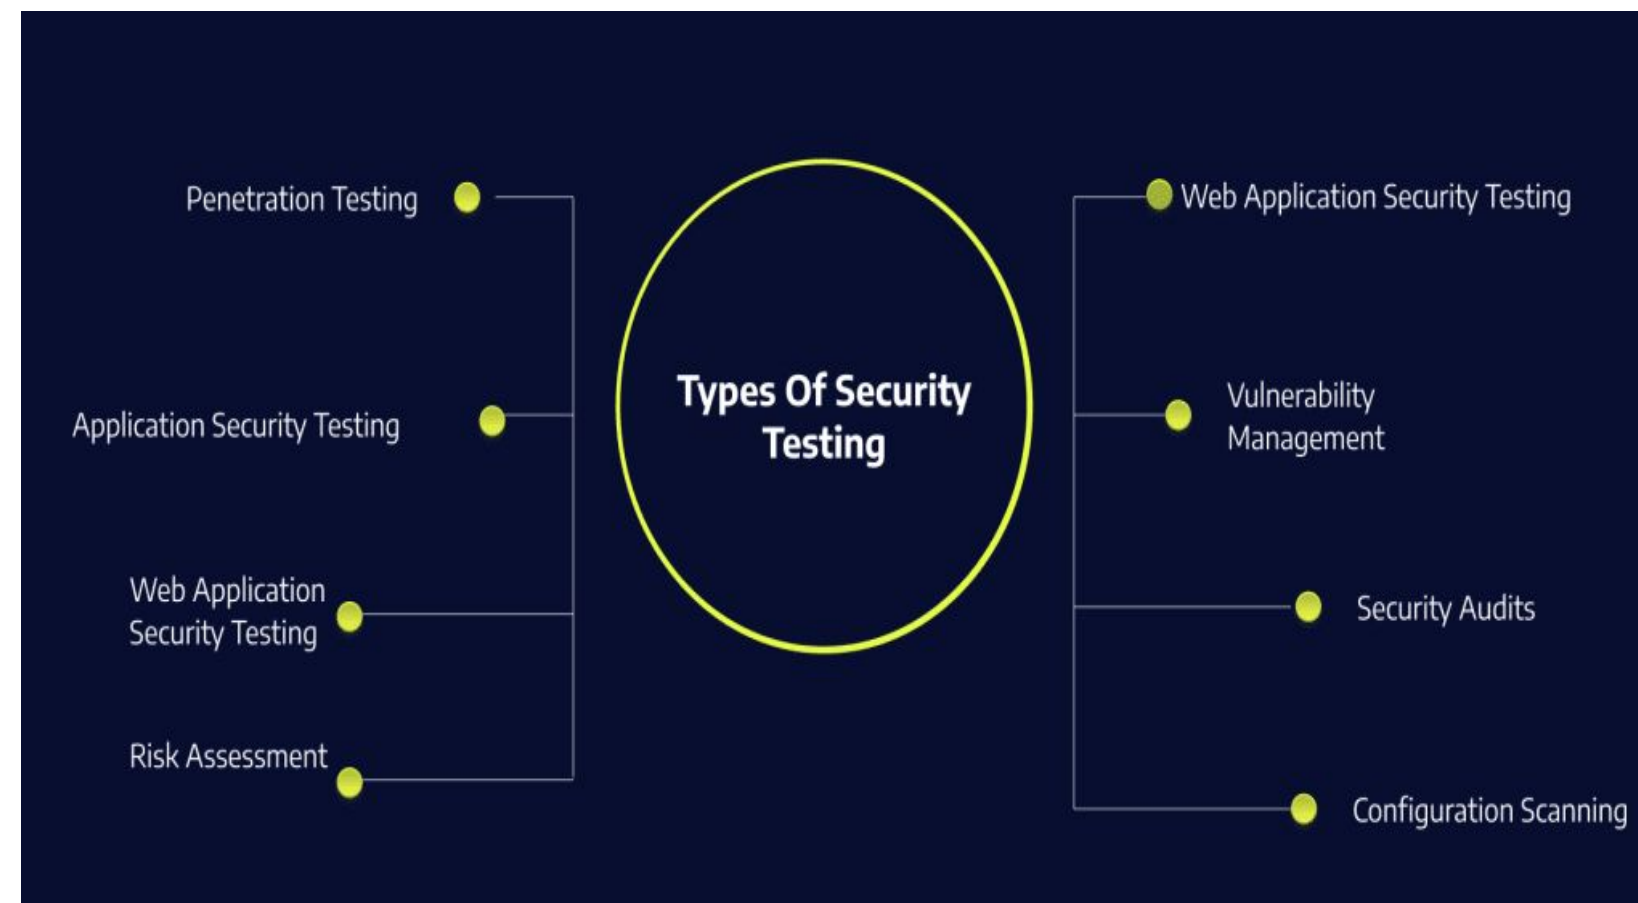 Penetration Testing
Application Security Testing
Web Application
Security Testing
Risk Assessment
Types Of Security
Testing
Web Application Security Testing
Vulnerability
Management
Security Audits
Configuration Scanning